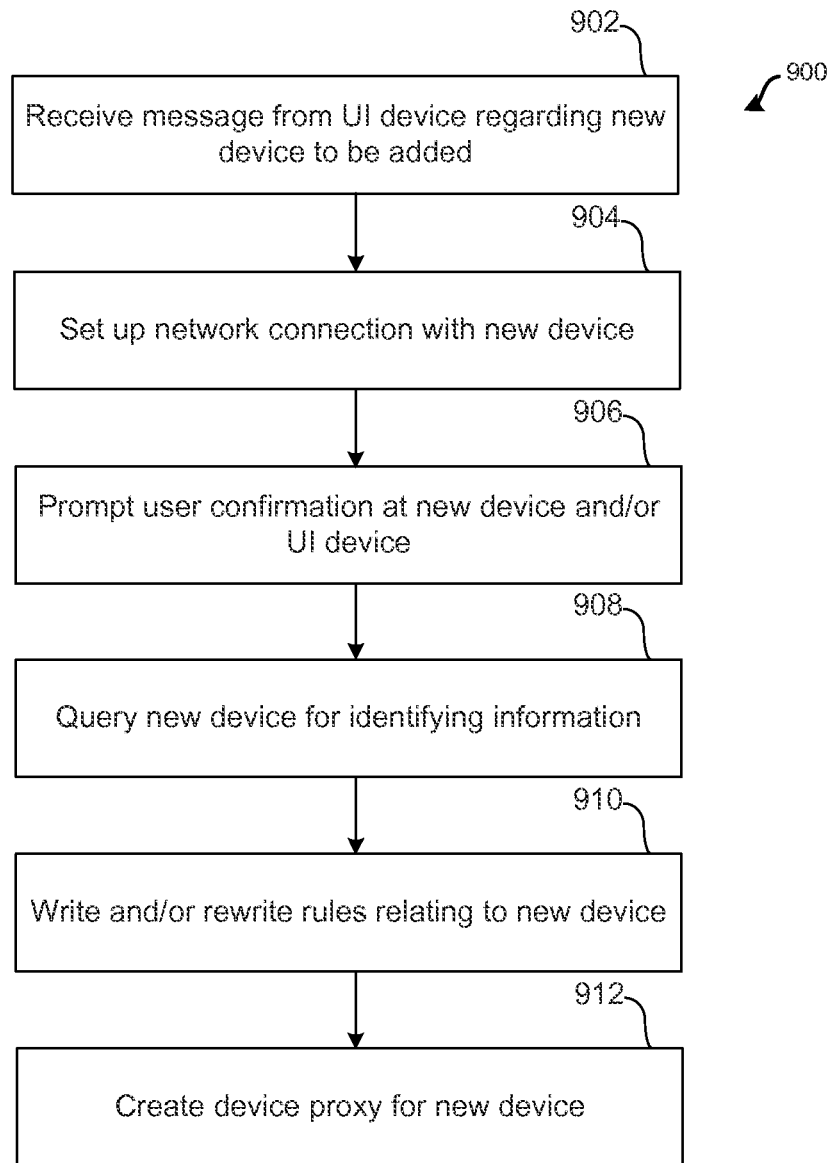 902
900
Receive message from UI device regarding new
device to be added
904
Set up network connection with new device
906
Prompt user confirmation at new device and/or
UI device
908
Query new device for identifying information
910
Write and/or rewrite rules relating to new device
912
Create device proxy for new device